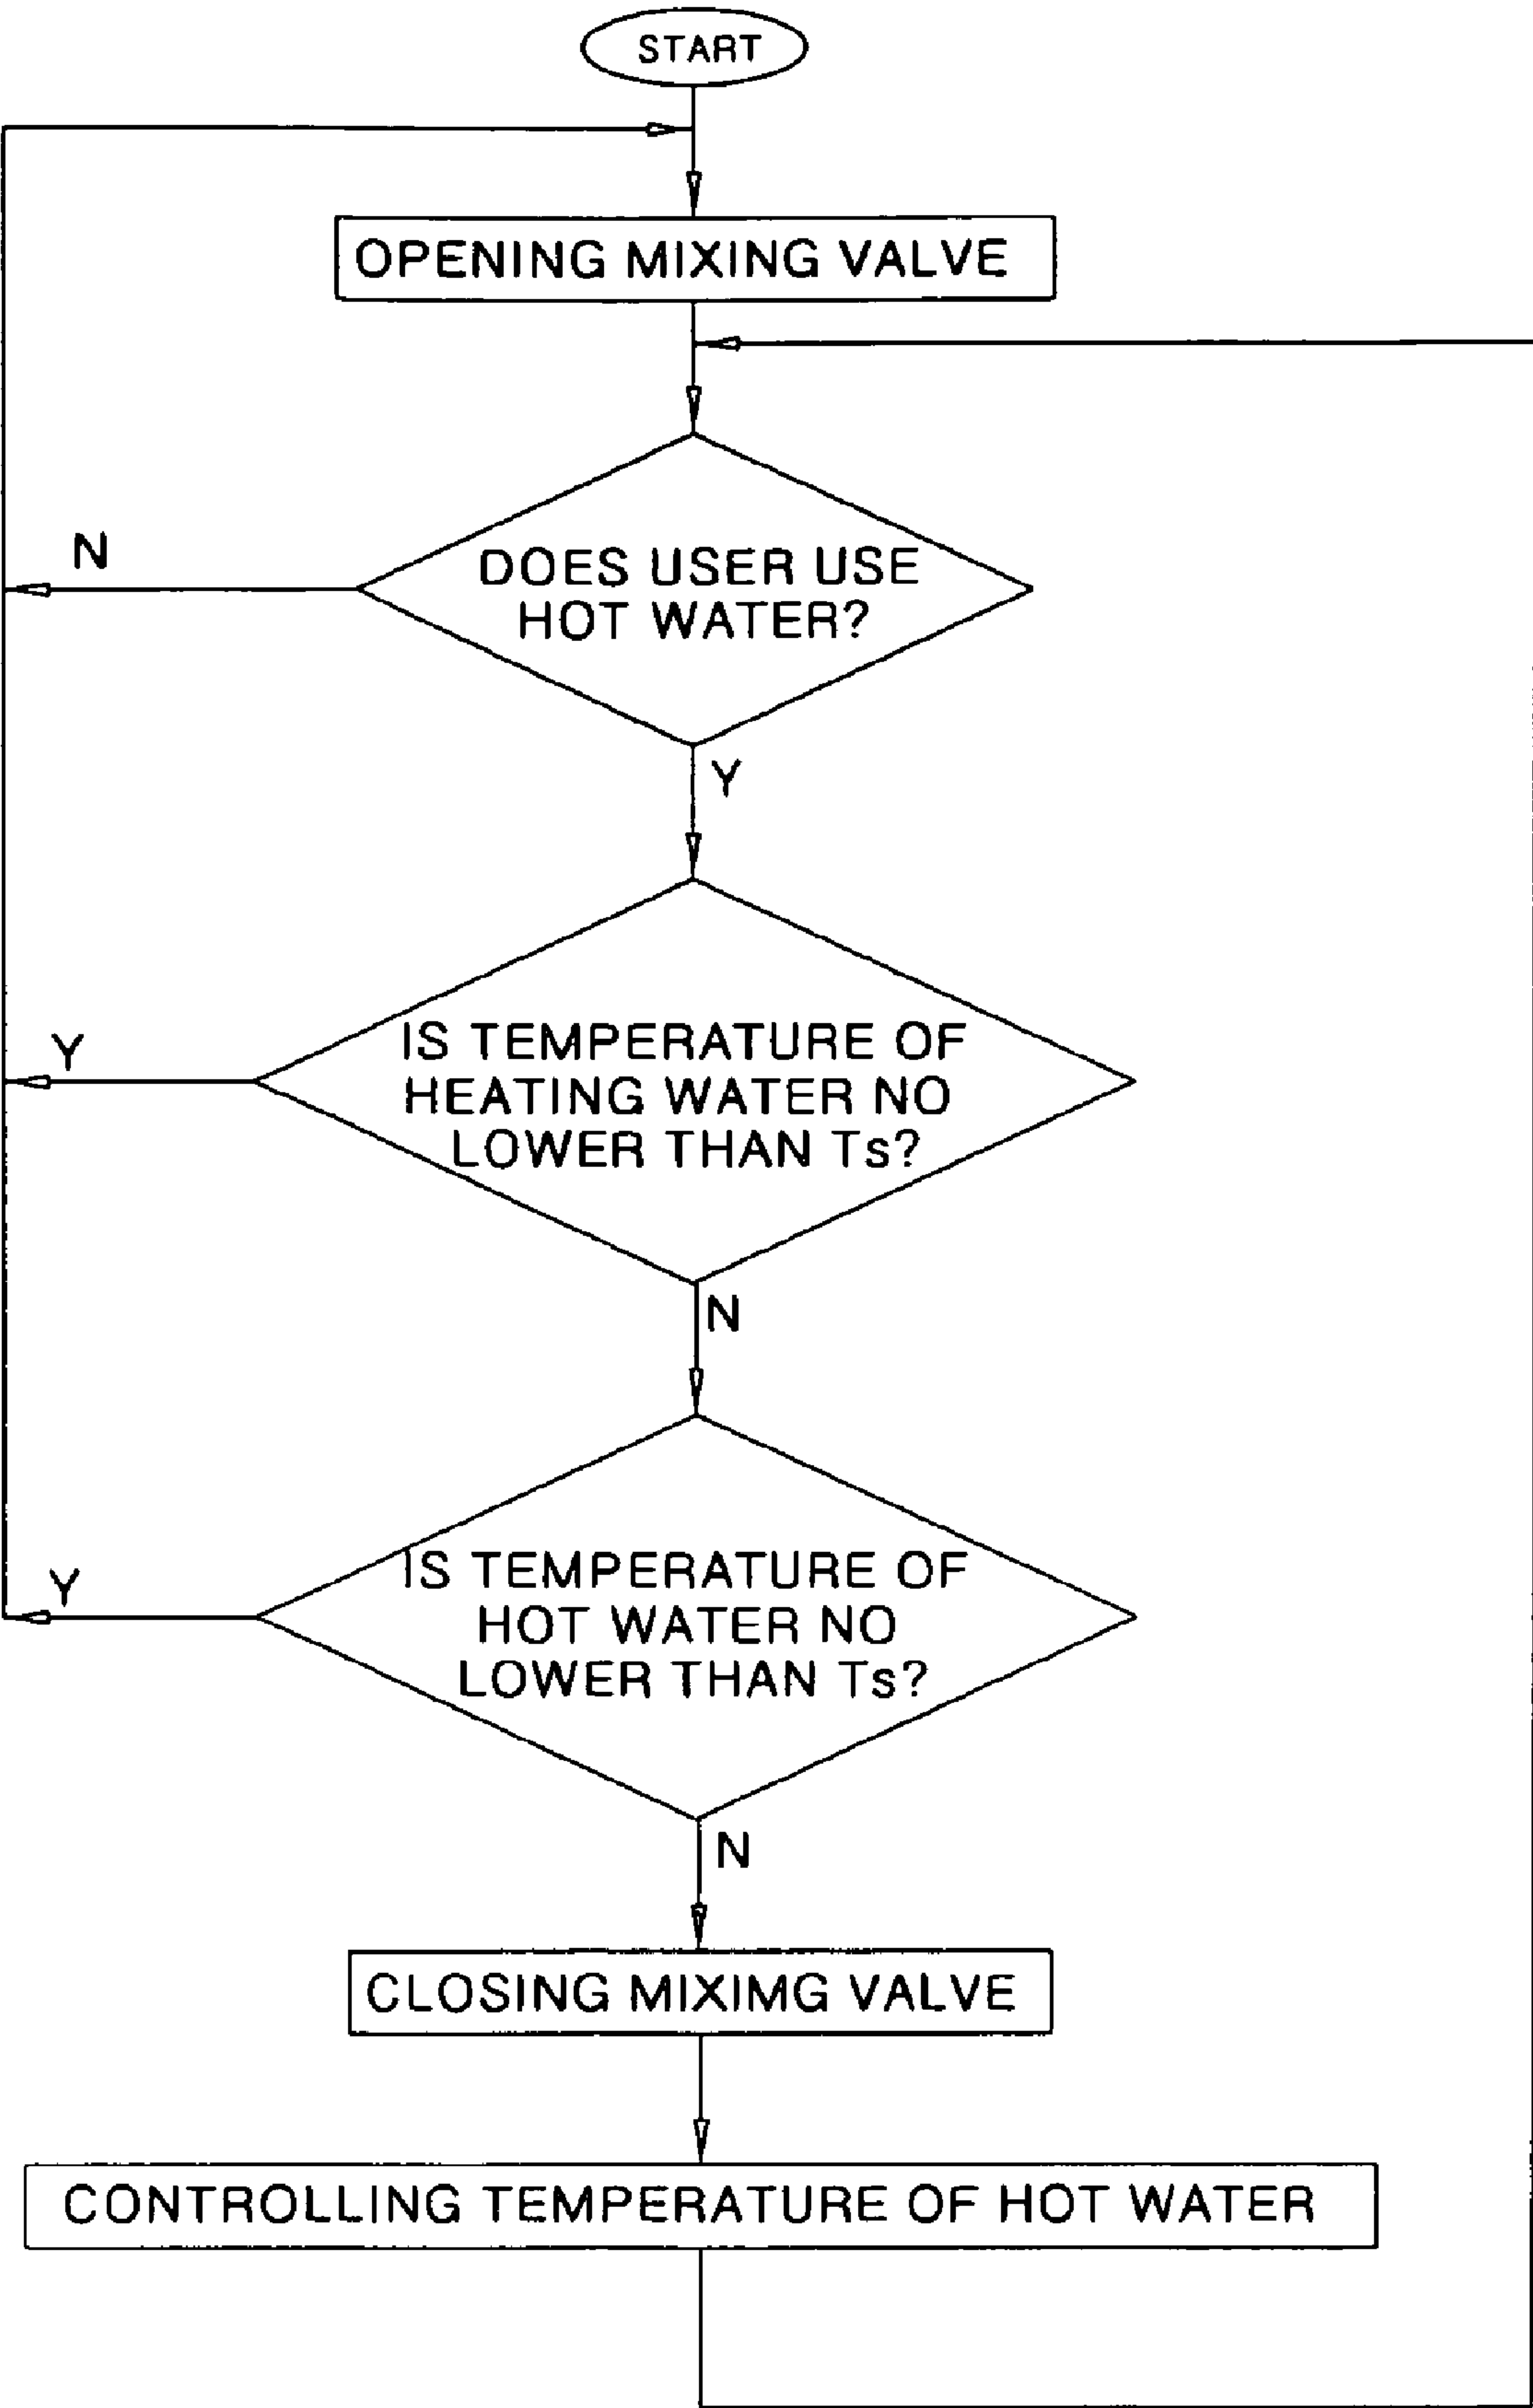 START
OPENING MIXING VALVE
N
DOES USER USE
HOT WATER?
Y
Y
IS TEMPERATURE OF
HEATING WATER NO
LOWER THAN Ts?
N
Y
IS TEMPERATURE OF
HOT WATER NO
LOWER THAN Ts?
N
CLOSING MIXIMG VALVE
CONTROLLING TEMPERATURE OF HOT WATER